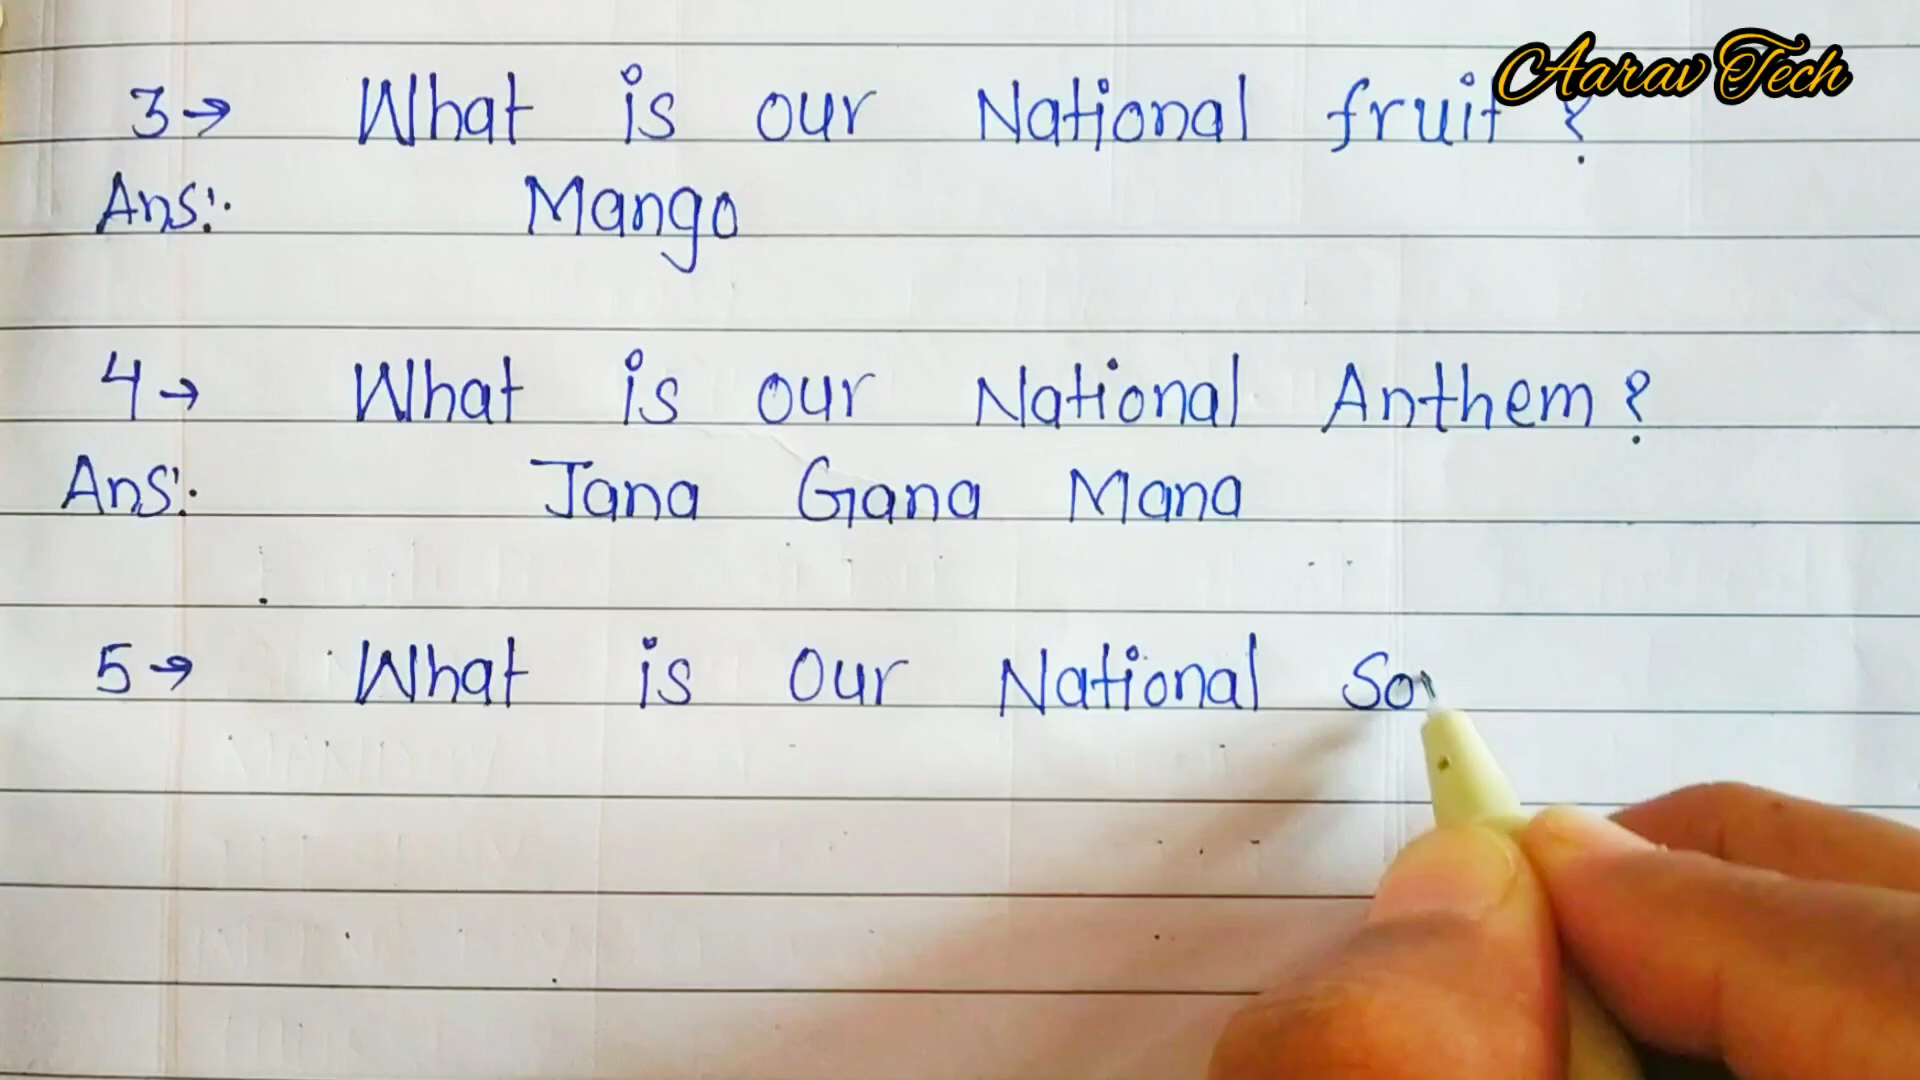 Aarav Tech
3→ What is our National fruit ?
Ans:- Mango
4→ What is our National Anthem ?
Ans:- Jana Gana Mana
5→ What is our National